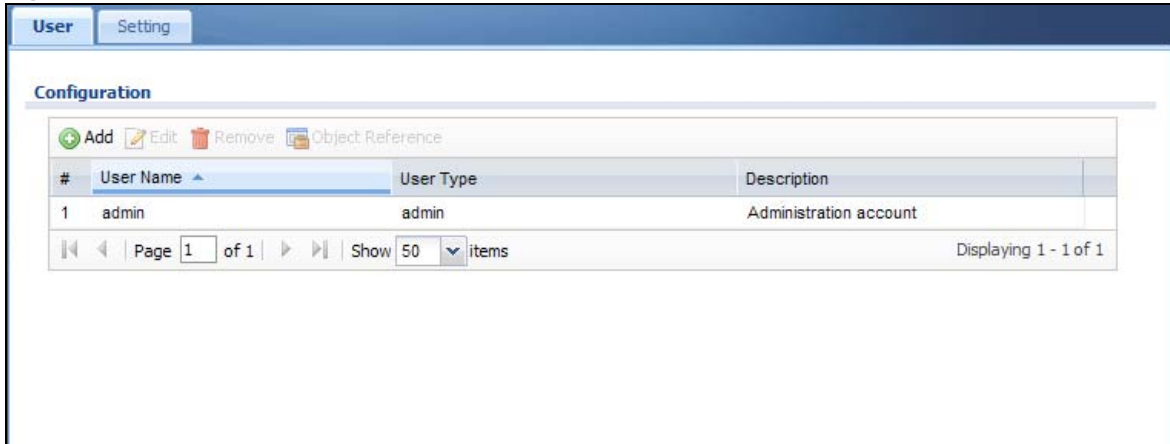 User Setting
Configuration
Add Edit Remove Object Reference
# User Name User Type Description
1 admin admin Administration account
Page 1 of 1 Show 50 items Displaying 1 - 1 of 1